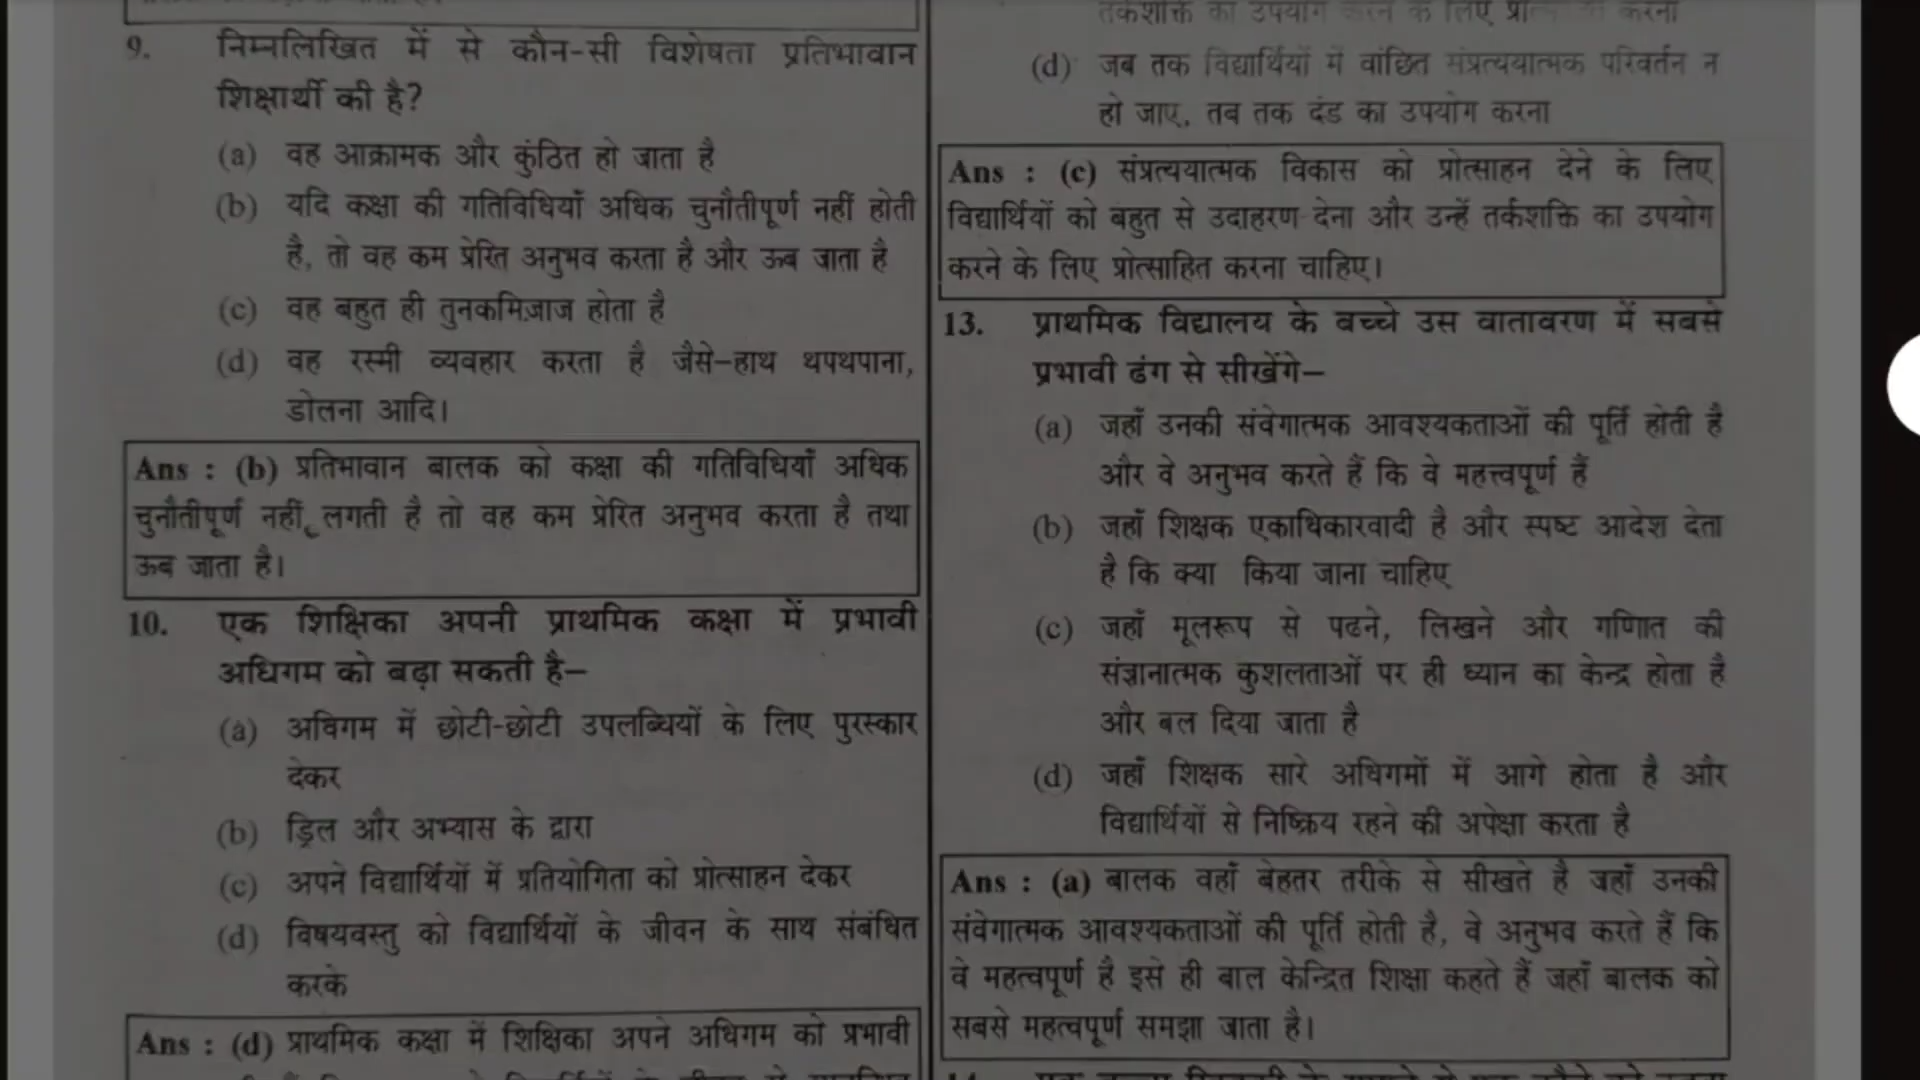 9. निम्नलिखित में से कौन-सी विशेषता प्रतिभावान
शिक्षार्थी की है?
(a) वह आक्रामक और कुंठित हो जाता है
(b) यदि कक्षा की गतिविधियाँ अधिक चुनौतीपूर्ण नहीं होती
है, तो वह कम प्रेरित अनुभव करता है और ऊब जाता है
(c) वह बहुत ही तुनकमिज़ाज होता है
(d) वह रस्मी व्यवहार करता है जैसे–हाथ थपथपाना,
डोलना आदि।
Ans : (b) प्रतिभावान बालक को कक्षा की गतिविधियाँ अधिक
चुनौतीपूर्ण नहीं लगती है तो वह कम प्रेरित अनुभव करता है तथा
ऊब जाता है।
10. एक शिक्षिका अपनी प्राथमिक कक्षा में प्रभावी
अधिगम को बढ़ा सकती है–
(a) अधिगम में छोटी-छोटी उपलब्धियों के लिए पुरस्कार
देकर
(b) ड्रिल और अभ्यास के द्वारा
(c) अपने विद्यार्थियों में प्रतियोगिता को प्रोत्साहन देकर
(d) विषयवस्तु को विद्यार्थियों के जीवन के साथ संबंधित
करके
Ans : (d) प्राथमिक कक्षा में शिक्षिका अपने अधिगम को प्रभावी
तर्कशक्ति का उपयोग करने के लिए करना
(d) जब तक विद्यार्थियों में वांछित संप्रत्ययात्मक परिवर्तन न
हो जाए, तब तक दंड का उपयोग करना
Ans : (c) संप्रत्ययात्मक विकास को प्रोत्साहन देने के लिए
विद्यार्थियों को बहुत से उदाहरण देना और उन्हें तर्कशक्ति का उपयोग
करने के लिए प्रोत्साहित करना चाहिए।
13. प्राथमिक विद्यालय के बच्चे उस वातावरण में सबसे
प्रभावी ढंग से सीखेंगे–
(a) जहाँ उनकी संवेगात्मक आवश्यकताओं की पूर्ति होती है
और वे अनुभव करते हैं कि वे महत्त्वपूर्ण हैं
(b) जहाँ शिक्षक एकाधिकारवादी है और स्पष्ट आदेश देता
है कि क्या किया जाना चाहिए
(c) जहाँ मूलरूप से पढने, लिखने और गणित की
संज्ञानात्मक कुशलताओं पर ही ध्यान का केन्द्र होता है
और बल दिया जाता है
(d) जहाँ शिक्षक सारे अधिगमों में आगे होता है और
विद्यार्थियों से निष्क्रिय रहने की अपेक्षा करता है
Ans : (a) बालक वहाँ बेहतर तरीके से सीखते है जहाँ उनकी
संवेगात्मक आवश्यकताओं की पूर्ति होती है, वे अनुभव करते हैं कि
वे महत्वपूर्ण है इसे ही बाल केन्द्रित शिक्षा कहते हैं जहाँ बालक को
सबसे महत्वपूर्ण समझा जाता है।